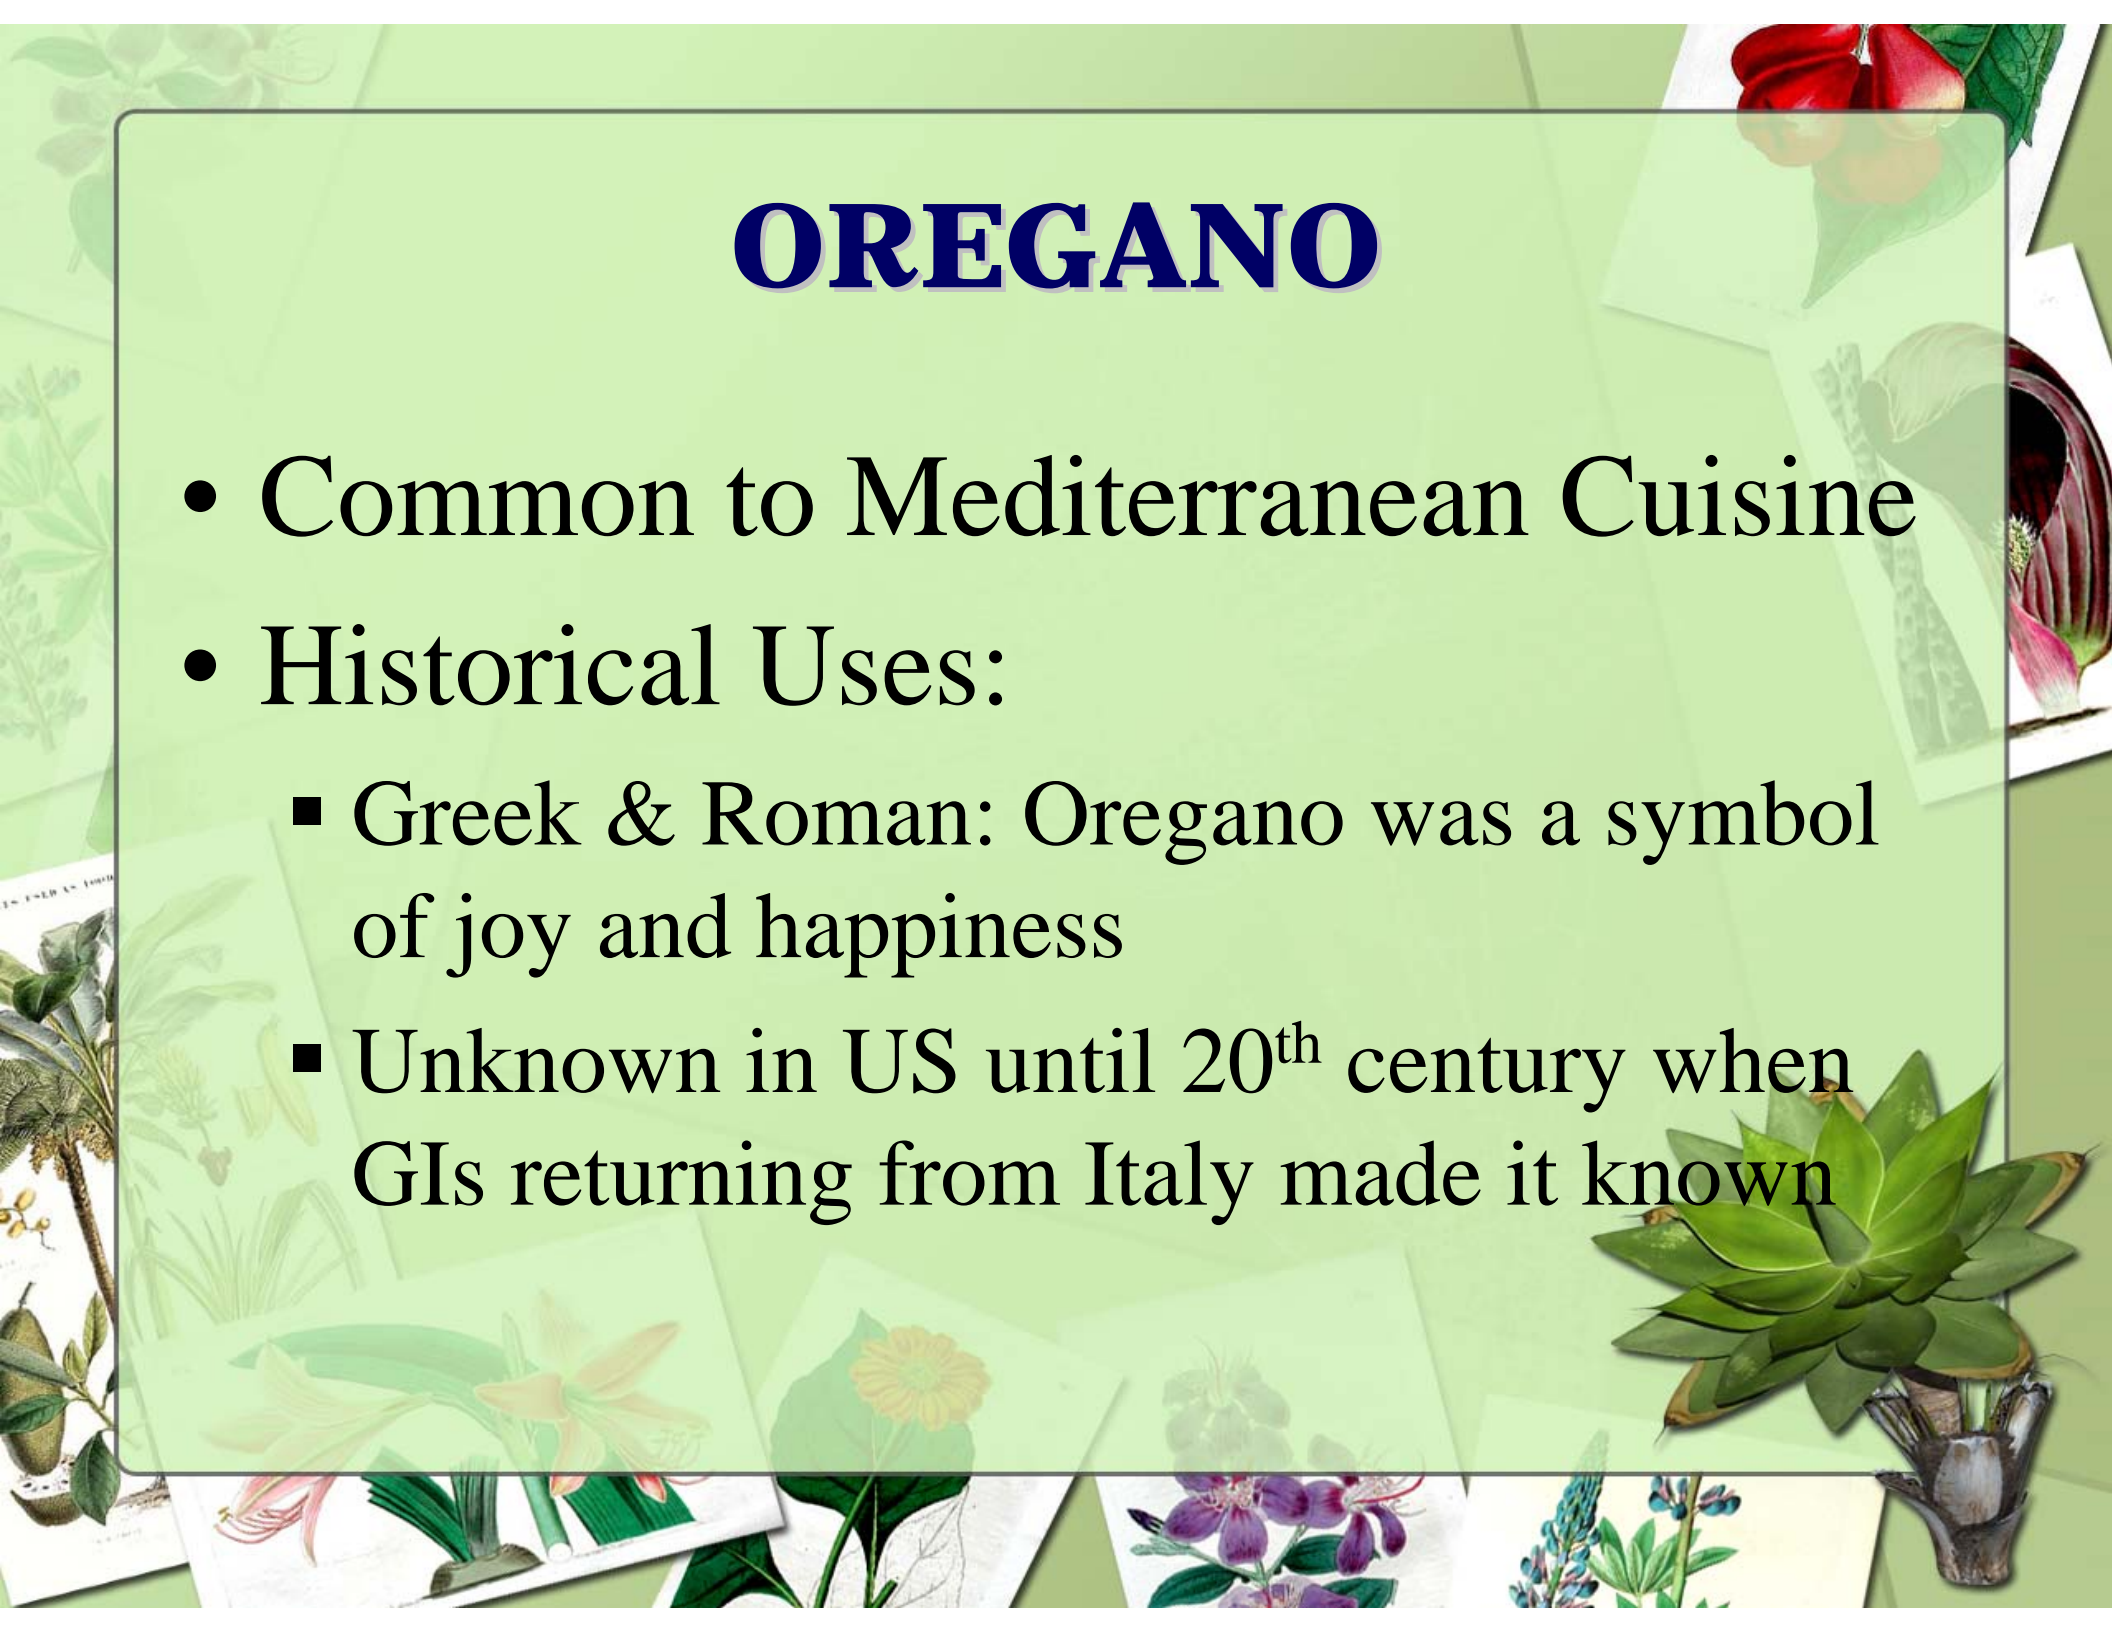 OREGANO
• Common to Mediterranean Cuisine
• Historical Uses:
▪ Greek & Roman: Oregano was a symbol
of joy and happiness
▪ Unknown in US until 20th century when
GIs returning from Italy made it known